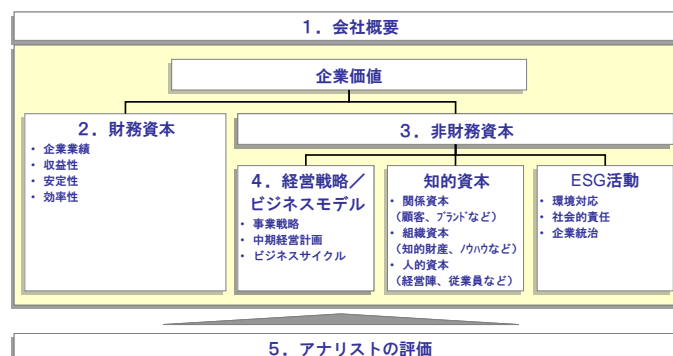 1．会社概要
企業価値
2．財務資本
・ 企業業績
・ 収益性
・ 安定性
・ 効率性
3．非財務資本
4．経営戦略／
ビジネスモデル
・ 事業戦略
・ 中期経営計画
・ ビジネスサイクル
知的資本
・ 関係資本
（顧客、ブランドなど）
・ 組織資本
（知的財産、ノウハウなど）
・ 人的資本
（経営陣、従業員など）
ESG活動
・ 環境対応
・ 社会的責任
・ 企業統治
5．アナリストの評価